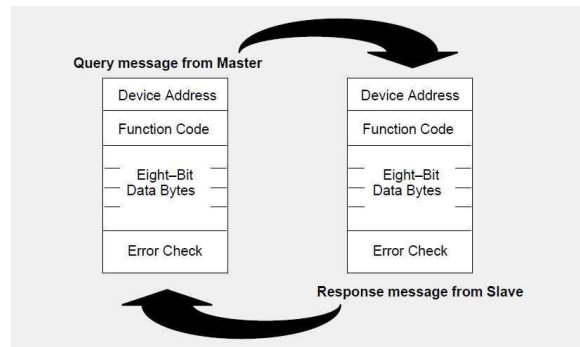 Query message from Master
Device Address
Function Code
Eight–Bit
Data Bytes
Error Check
Device Address
Function Code
Eight–Bit
Data Bytes
Error Check
Response message from Slave